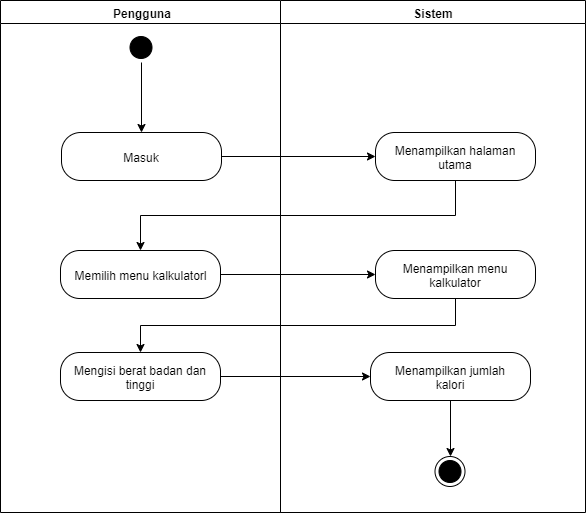 Pengguna
Sistem
Masuk
Menampilkan halaman
utama
Memilih menu kalkulatorl
Menampilkan menu
kalkulator
Mengisi berat badan dan
tinggi
Menampilkan jumlah
kalori